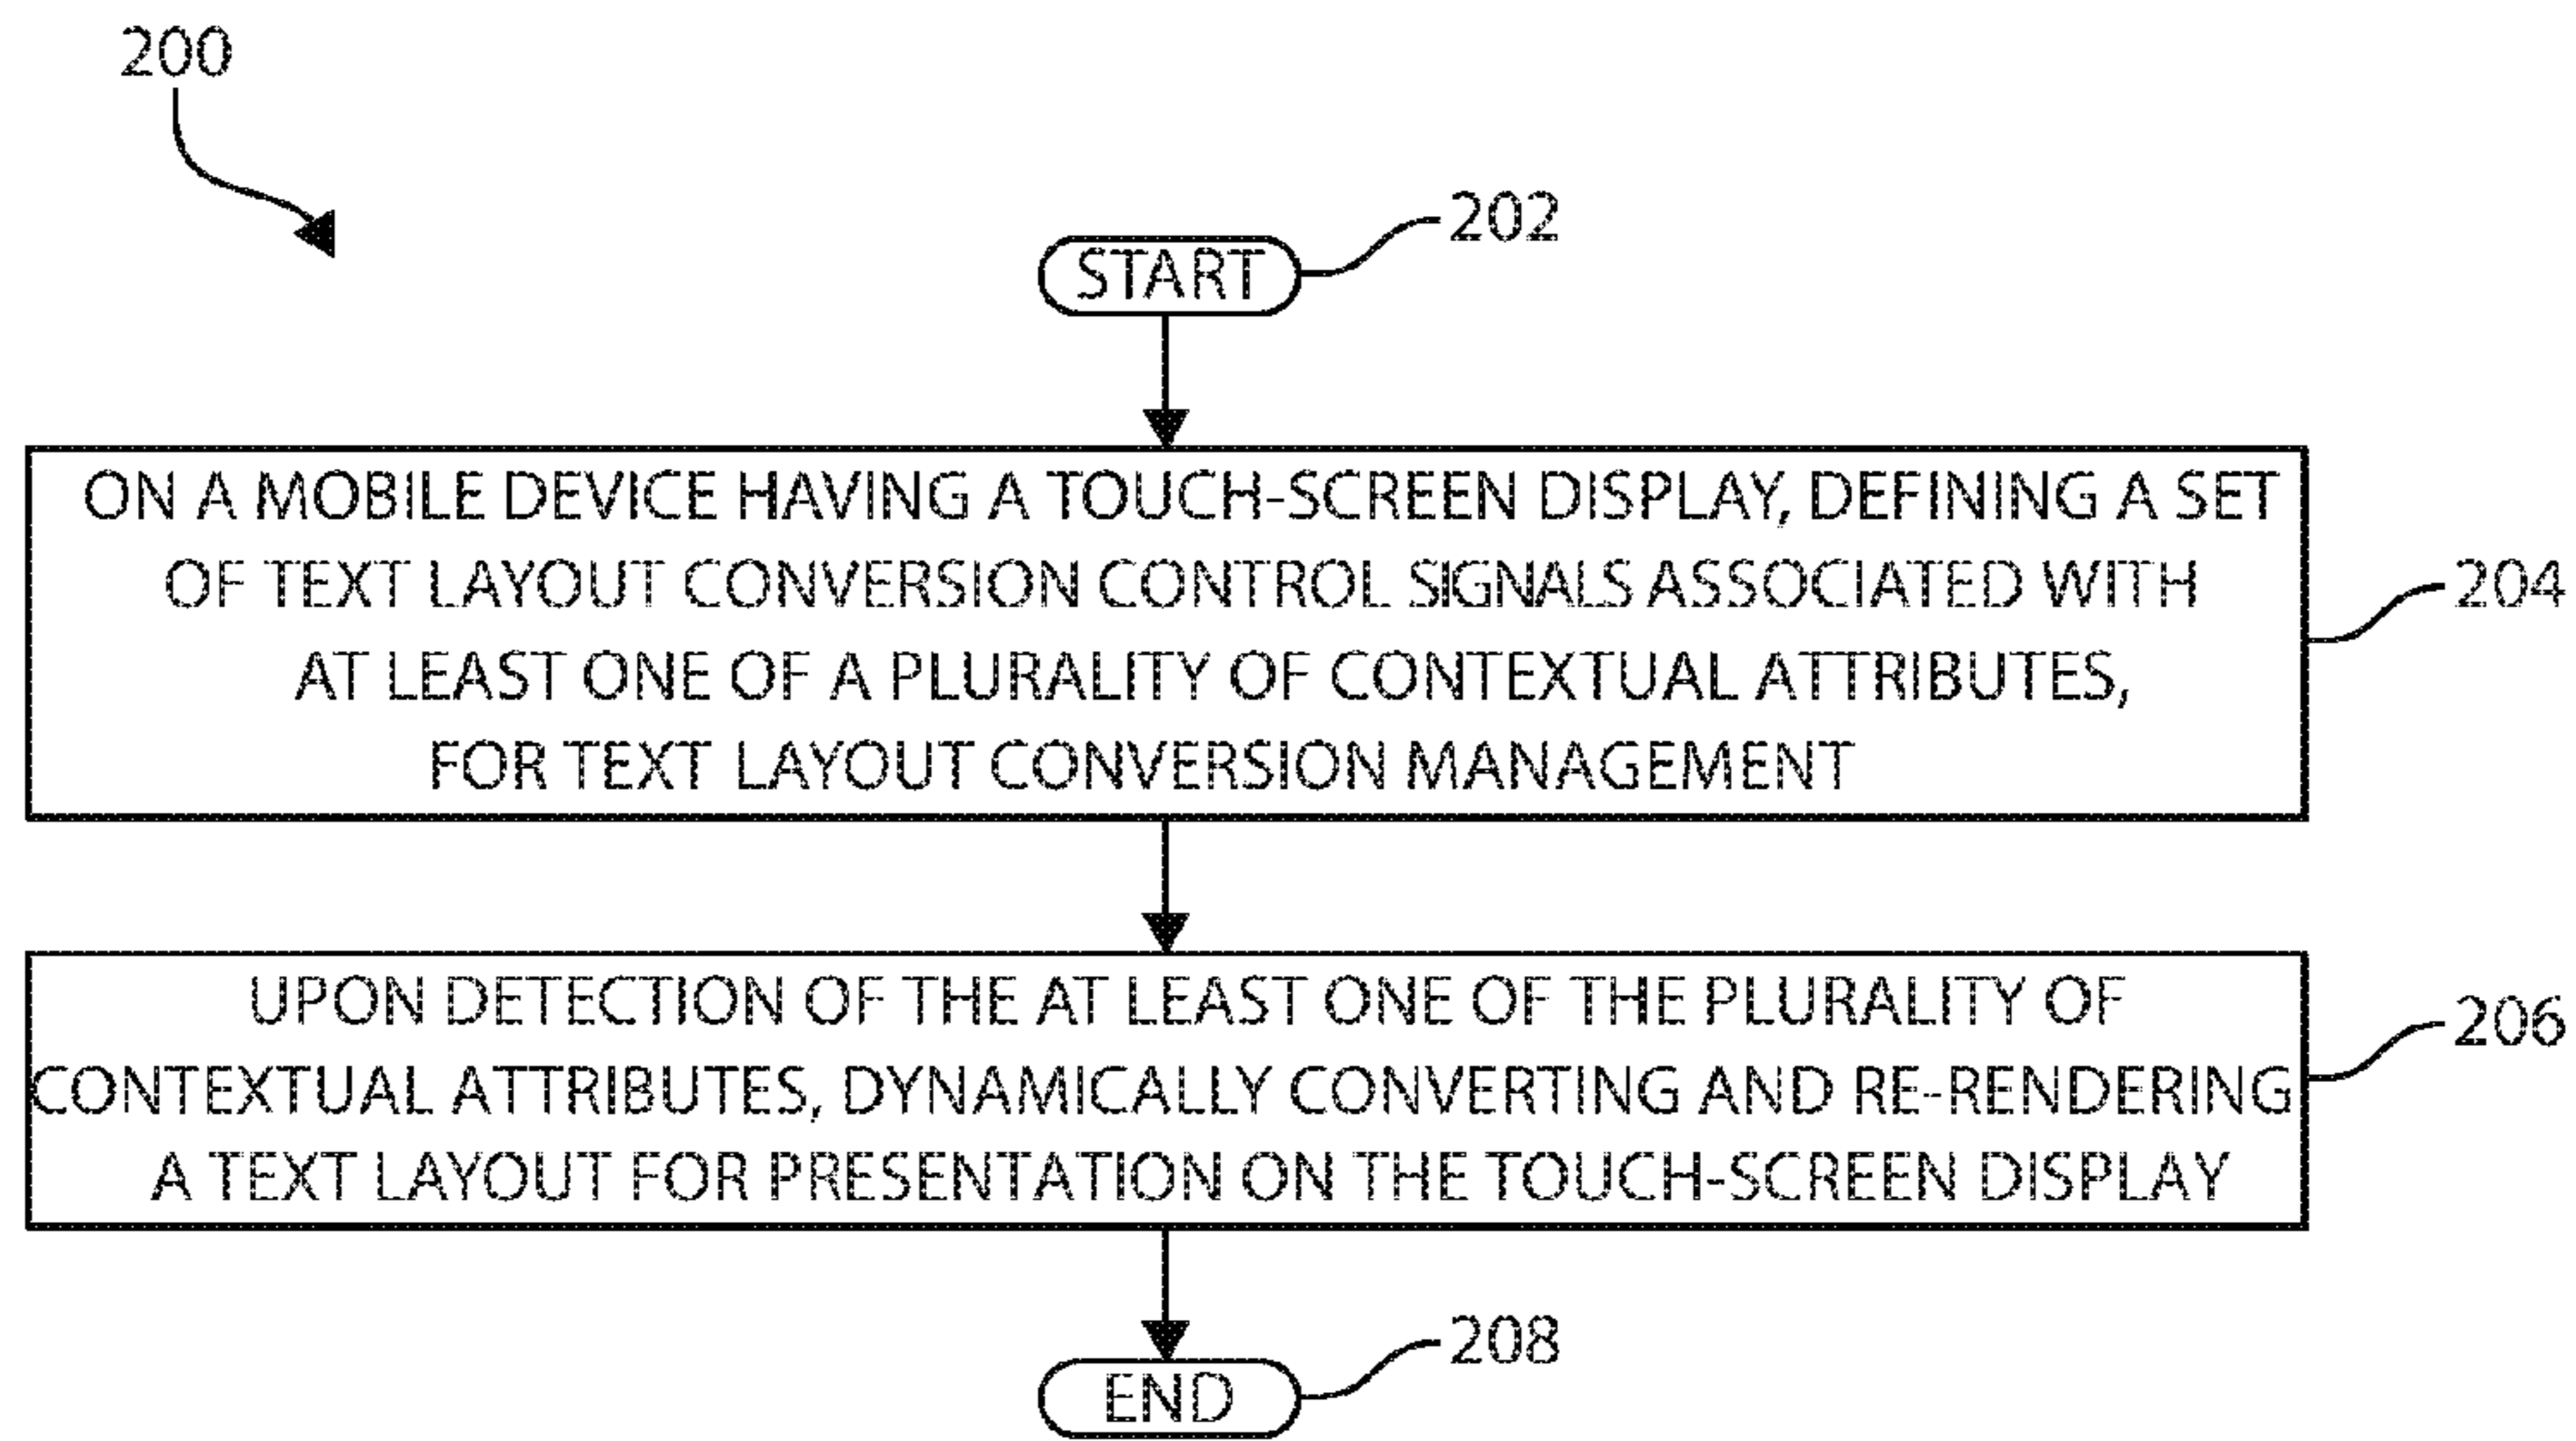 200
START
202
ON A MOBILE DEVICE HAVING A TOUCH-SCREEN DISPLAY, DEFINING A SET
OF TEXT LAYOUT CONVERSION CONTROL SIGNALS ASSOCIATED WITH
AT LEAST ONE OF A PLURALITY OF CONTEXTUAL ATTRIBUTES,
FOR TEXT LAYOUT CONVERSION MANAGEMENT
204
UPON DETECTION OF THE AT LEAST ONE OF THE PLURALITY OF
CONTEXTUAL ATTRIBUTES, DYNAMICALLY CONVERTING AND RE-RENDERING
A TEXT LAYOUT FOR PRESENTATION ON THE TOUCH-SCREEN DISPLAY
206
END
208